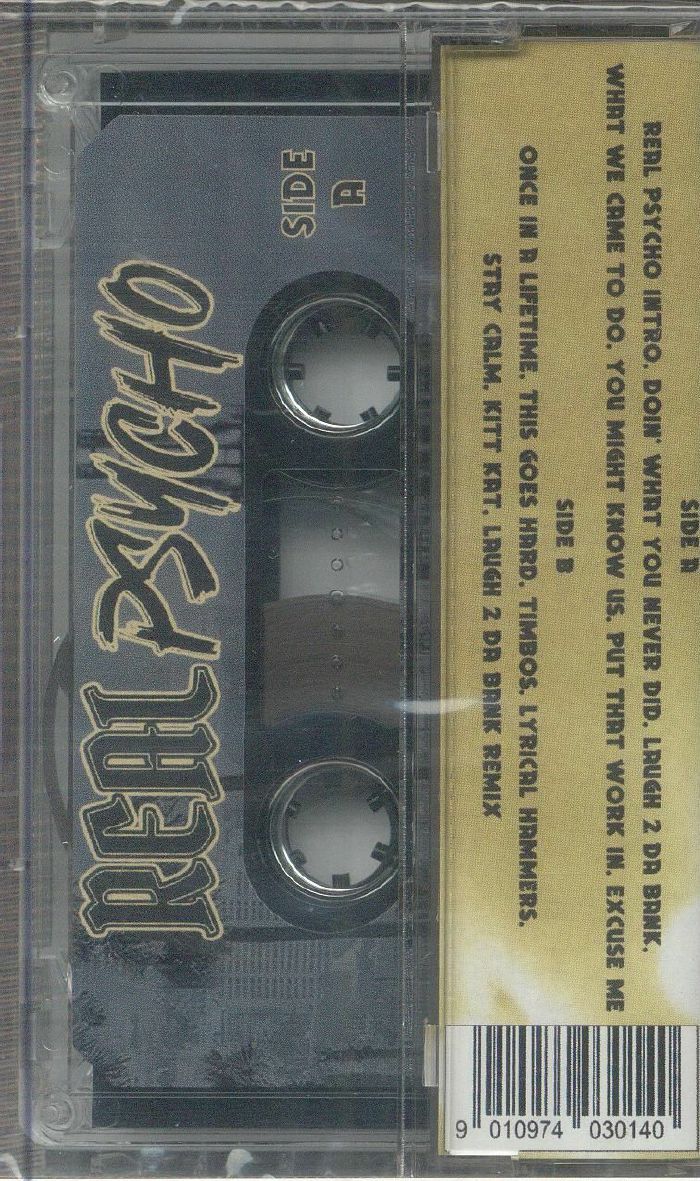 SIDE A
REAL PSYCHO INTRO. DOIN' WHAT YOU NEVER DID. LAUGH 2 DA BANK.
WHAT WE CAME TO DO. YOU MIGHT KNOW US. PUT THAT WORK IN. EXCUSE ME
SIDE B
ONCE IN A LIFETIME. THIS GOES HARD. TIMBOS. LYRICAL HAMMERS.
STAY CALM. KITT KAT. LAUGH 2 DA BANK REMIX
9 010974 030140
SIDE
A
REAL PSYCHO